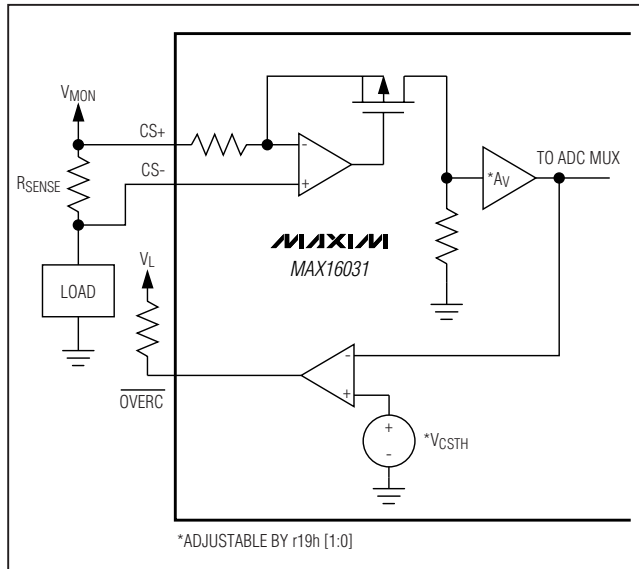 VMON
CS+
CS-
RSENSE
LOAD
-
+
*AV
TO ADC MUX
MAXIM
MAX16031
VL
OVERC
-
+
+
-
*VCSTH
*ADJUSTABLE BY r19h [1:0]